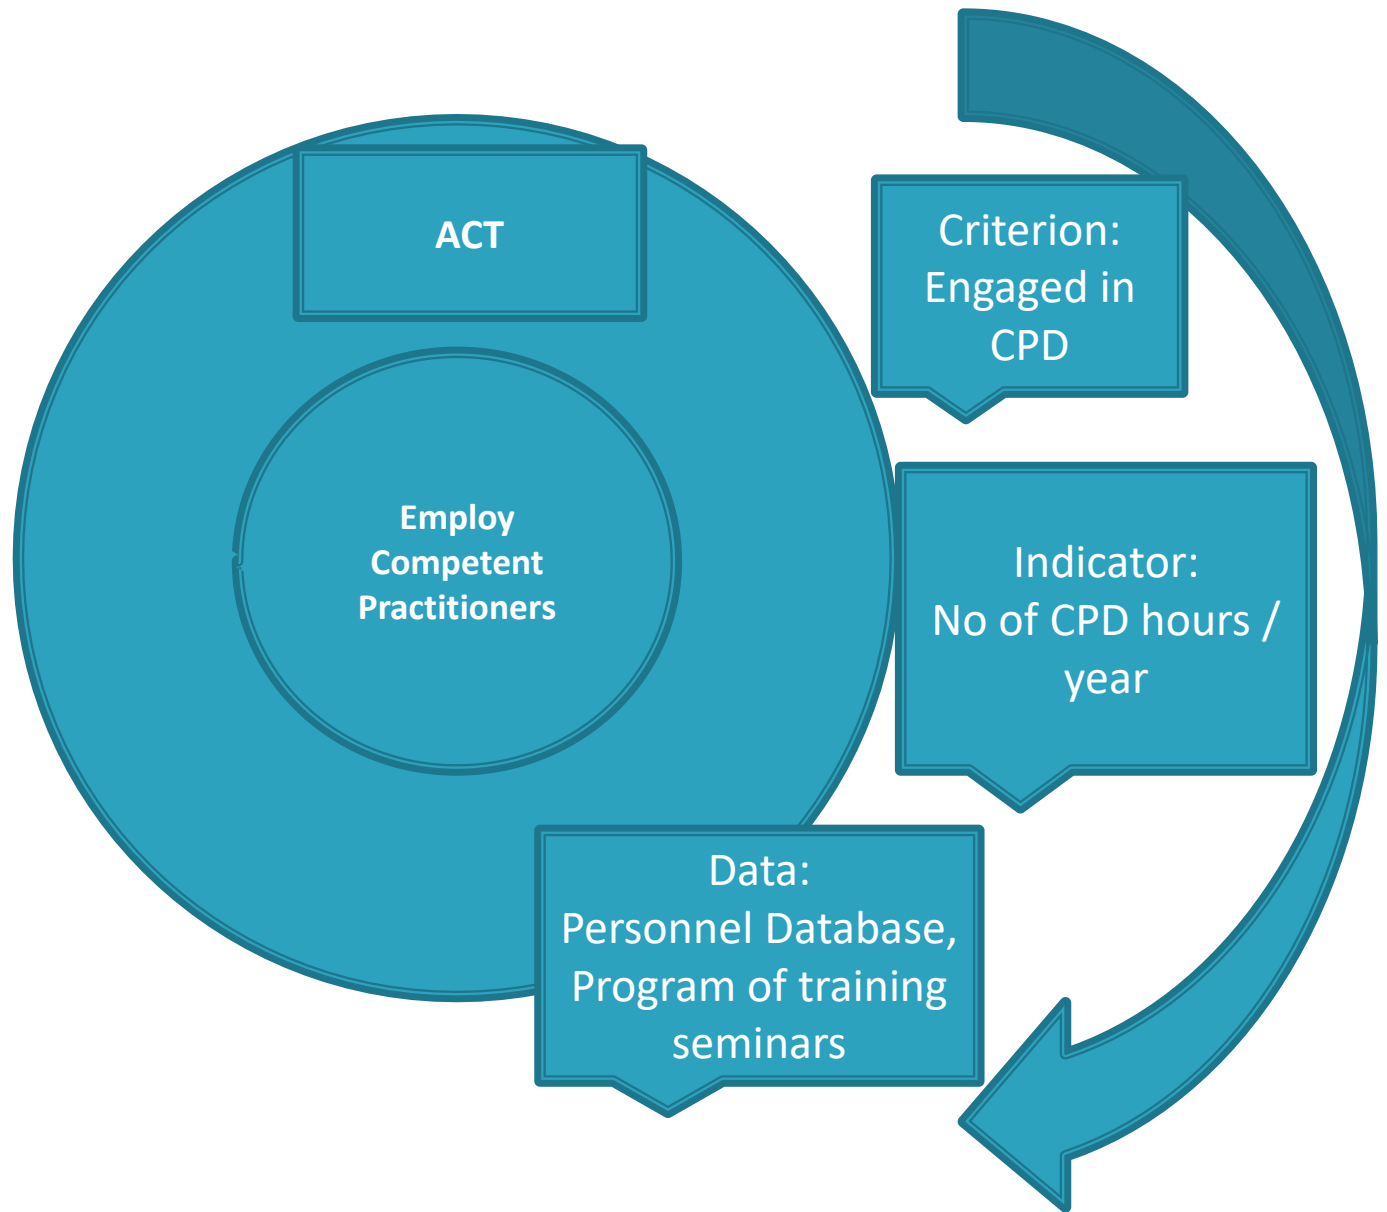 ACT
Employ
Competent
Practitioners
Criterion:
Engaged in
CPD
Indicator:
No of CPD hours /
year
Data:
Personnel Database,
Program of training
seminars